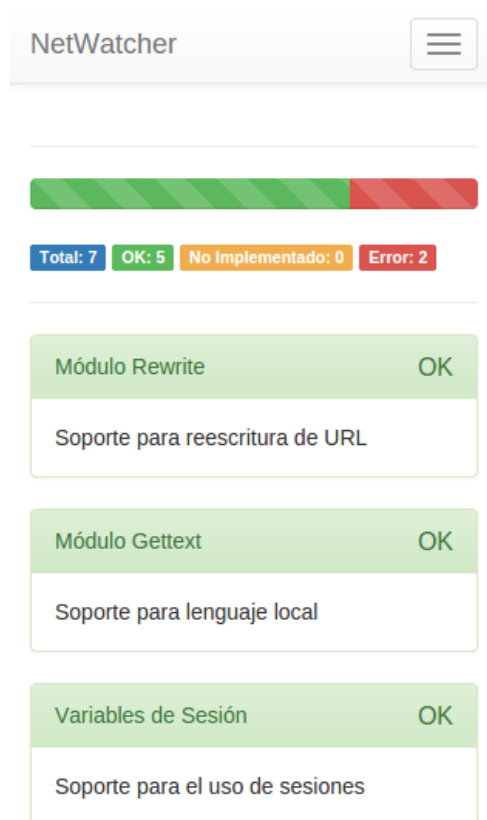 NetWatcher
Total: 7 OK: 5 No Implementado: 0 Error: 2
Módulo Rewrite OK
Soporte para reescritura de URL
Módulo Gettext OK
Soporte para lenguaje local
Variables de Sesión OK
Soporte para el uso de sesiones